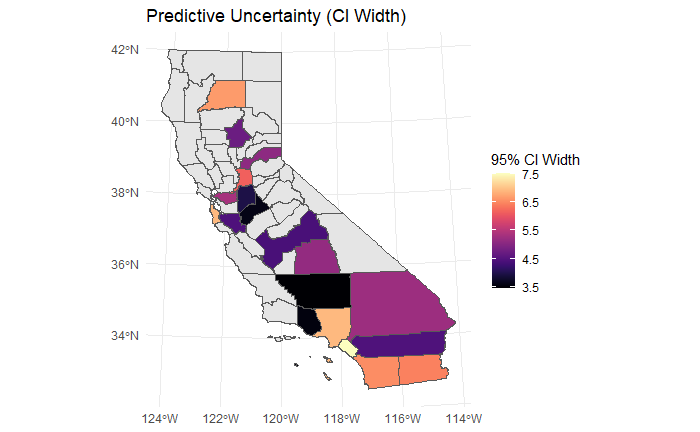 Predictive Uncertainty (CI Width)
42°N
40°N
38°N
36°N
34°N
124°W
122°W
120°W
118°W
116°W
114°W
95% CI Width
7.5
6.5
5.5
4.5
3.5